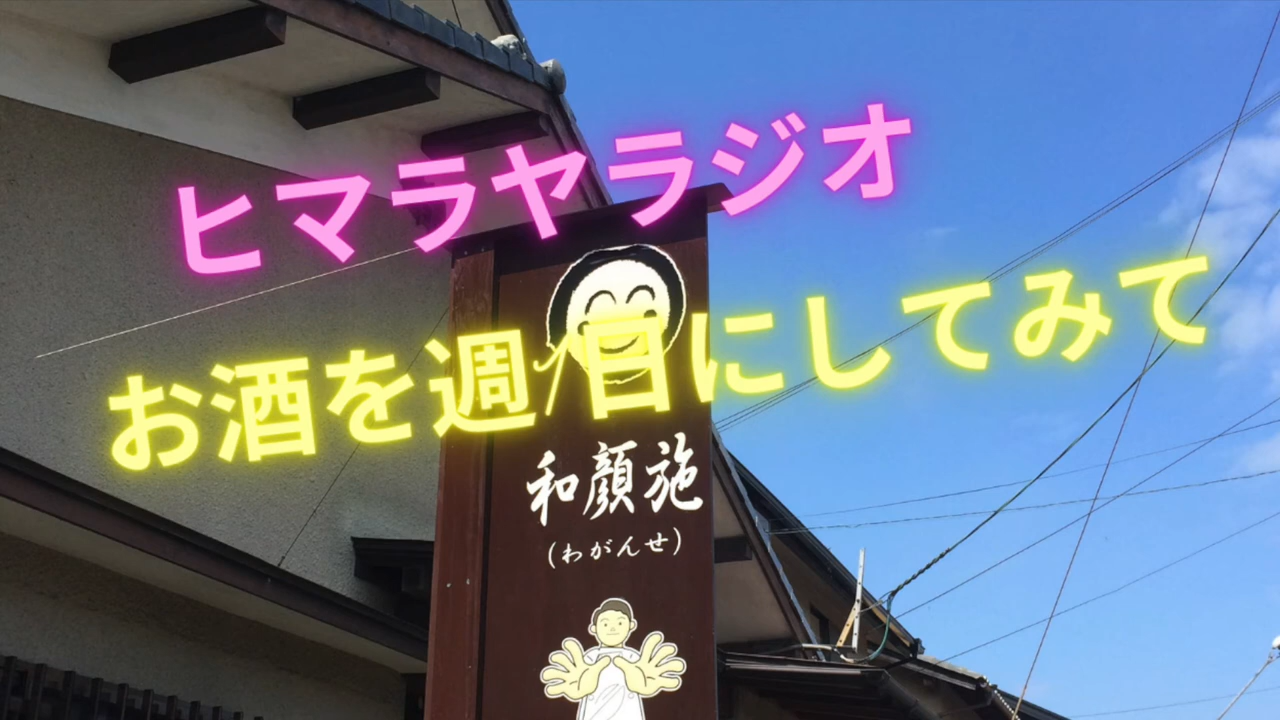 ヒマラヤラジオ
お酒を週1日にしてみて
和顔施
(わがんせ)